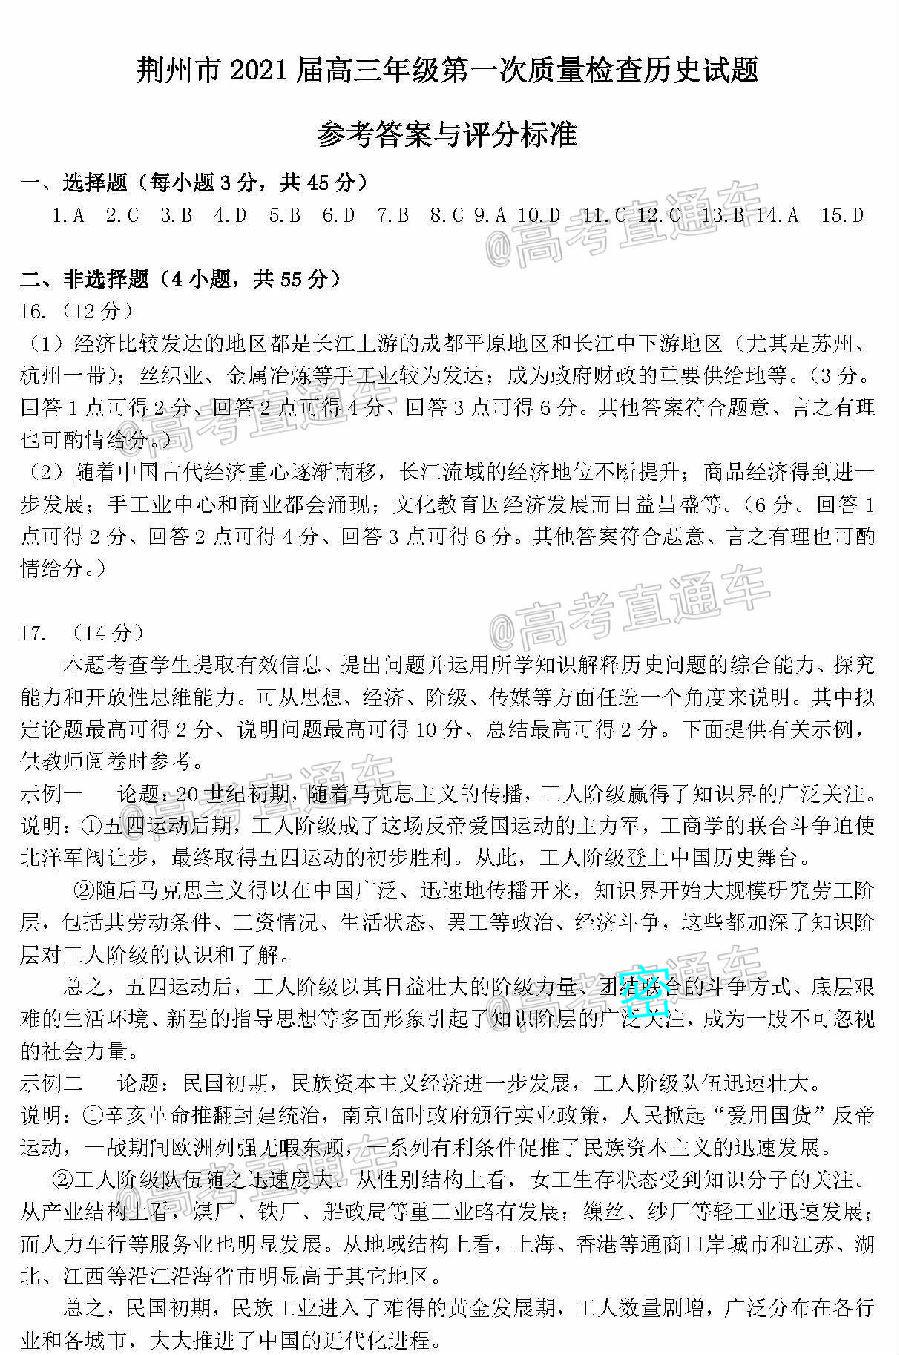 荆州市 2021 届高三年级第一次质量检查历史试题
参考答案与评分标准
一、选择题（每小题 3 分，共 45 分）
1.A 2.C 3.B 4.D 5.B 6.D 7.B 8.C 9.A 10.D 11.C 12.C 13.B 14.A 15.D
@高考直通车
二、非选择题（4 小题，共 55 分）
16.（12 分）
（1）经济比较发达的地区都是长江上游的成都平原地区和长江中下游地区（尤其是苏州、
杭州一带）；丝织业、金属冶炼等手工业较为发达；成为政府财政的重要供给地等。（3 分。
回答 1 点可得 2 分、回答 2 点可得 4 分、回答 3 点可得 6 分。其他答案符合题意、言之有理
也可酌情给分。）
@高考直通车
（2）随着中国古代经济重心逐渐南移，长江流域的经济地位不断提升；商品经济得到进一
步发展；手工业中心和商业都会涌现；文化教育因经济发展而日益昌盛等。（6 分。回答 1
点可得 2 分、回答 2 点可得 4 分、回答 3 点可得 6 分。其他答案符合题意、言之有理也可酌
情给分。）
@高考直通车
17. （14 分）
本题考查学生提取有效信息、提出问题并运用所学知识解释历史问题的综合能力、探究
能力和开放性思维能力。可从思想、经济、阶级、传媒等方面任选一个角度来说明。其中拟
定论题最高可得 2 分、说明问题最高可得 10 分、总结最高可得 2 分。下面提供有关示例，
供教师阅卷时参考。
@高考直通车
示例一 论题：20 世纪初期，随着马克思主义的传播，工人阶级赢得了知识界的广泛关注。
说明：①五四运动后期，工人阶级成了这场反帝爱国运动的主力军，工商学的联合斗争迫使
北洋军阀让步，最终取得五四运动的初步胜利。从此，工人阶级登上中国历史舞台。
②随后马克思主义得以在中国广泛、迅速地传播开来，知识界开始大规模研究劳工阶
层，包括其劳动条件、工资情况、生活状态、罢工等政治、经济斗争，这些都加深了知识阶
层对工人阶级的认识和了解。
@高考直通车
总之，五四运动后，工人阶级以其日益壮大的阶级力量、团结联合的斗争方式、底层艰
密
难的生活环境、新型的指导思想等多面形象引起了知识阶层的广泛关注，成为一股不可忽视
的社会力量。
示例二 论题：民国初期，民族资本主义经济进一步发展，工人阶级队伍迅速壮大。
说明：①辛亥革命推翻封建统治，南京临时政府颁行实业政策，人民掀起“爱用国货”反帝
运动，一战期间欧洲列强无暇东顾，一系列有利条件促推了民族资本主义的迅速发展。
@高考直通车
②工人阶级队伍随之迅速庞大。从性别结构上看，女工生存状态受到知识分子的关注。
从产业结构上看，煤厂、铁厂、船政局等重工业略有发展；缫丝、纱厂等轻工业迅速发展；
而人力车行等服务业也明显发展。从地域结构上看，上海、香港等通商口岸城市和江苏、湖
北、江西等沿江沿海省市明显高于其它地区。
总之，民国初期，民族工业进入了难得的黄金发展期，工人数量剧增，广泛分布在各行
业和各城市，大大推进了中国的近代化进程。